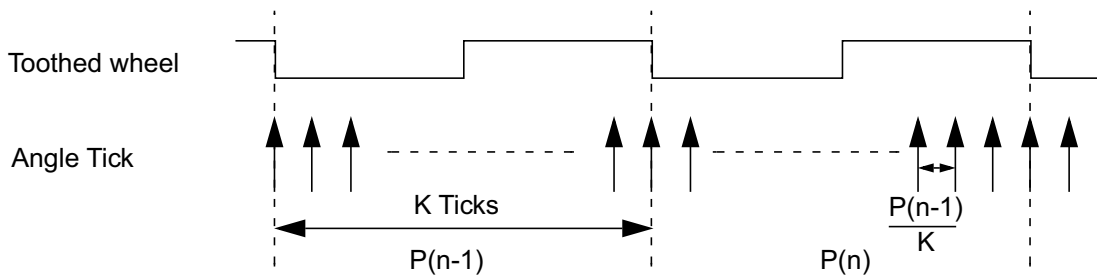 Toothed wheel
Angle Tick
K Ticks
P(n-1)
P(n)
P(n-1)
K